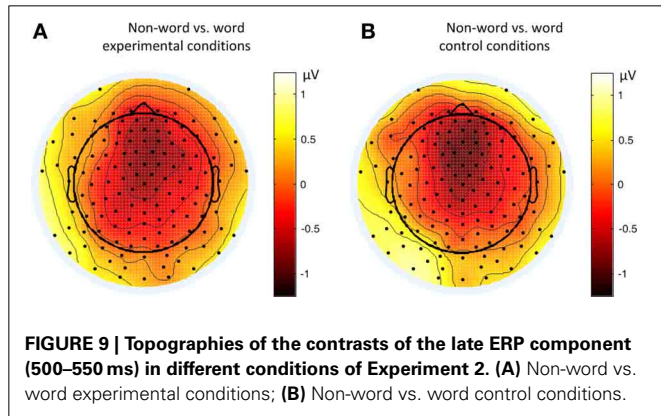 A
Non-word vs. word
experimental conditions
B
Non-word vs. word
control conditions
μV
1
0.5
0
-0.5
-1
μV
1
0.5
0
-0.5
-1
FIGURE 9 | Topographies of the contrasts of the late ERP component
(500–550 ms) in different conditions of Experiment 2. (A) Non-word vs.
word experimental conditions; (B) Non-word vs. word control conditions.